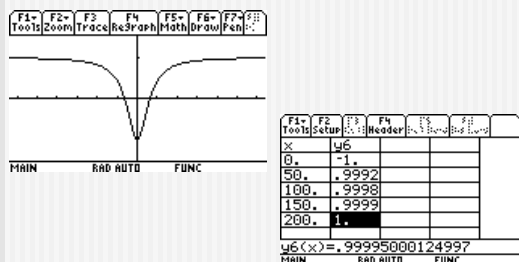 F1▾ F2▾ F3 F4 F5▾ F6▾ F7▾
Tools Zoom Trace ReGraph Math Draw Pen
MAIN RAD AUTO FUNC
F1▾ F2 F4
Tools Setup Header
x y6
0. -1.
50. .9992
100. .9998
150. .9999
200. 1.
y6(x)=.99995000124997
MAIN RAD AUTO FUNC